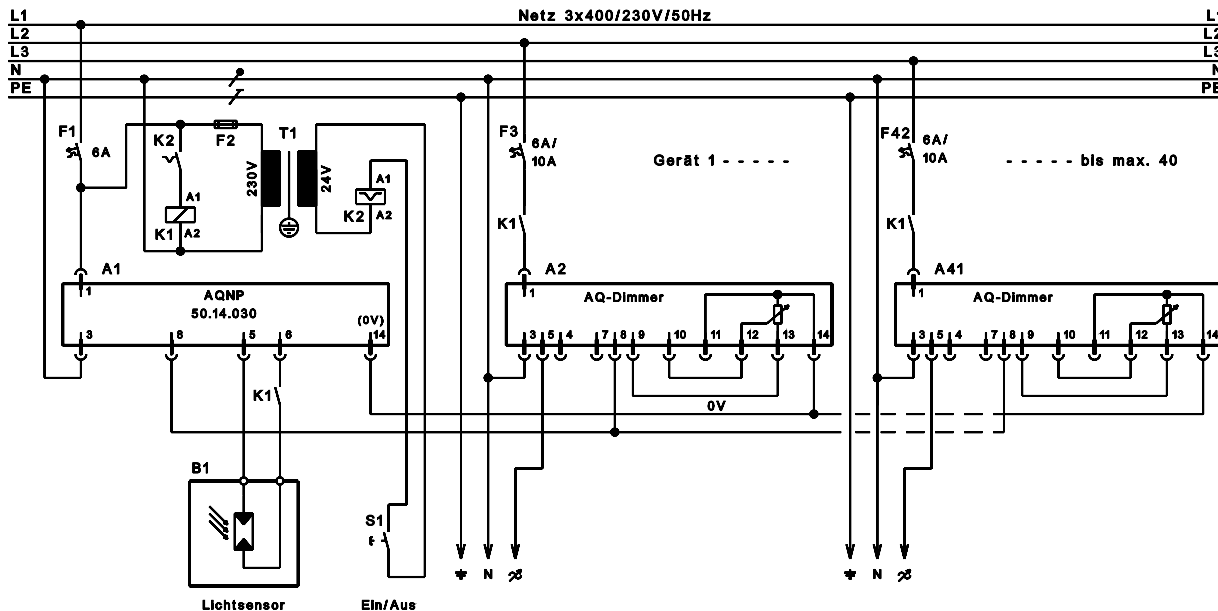 L1 Netz 3x400/230V/50Hz L1
L2 L2
L3 L3
N N
PE PE
F1 6A
K2
F2
T1
230V
24V
A1
K1 A2
A1
K2 A2
F3 6A/
10A
Gerät 1 - - - - -
F42 6A/
10A
- - - - - bis max. 40
K1
K1
A1
1
AQNP
50.14.030
(0V)
3 8 5 6 14
A2
1
AQ-Dimmer
3 5 4 7 8 9 10 11 12 13 14
A41
1
AQ-Dimmer
3 5 4 7 8 9 10 11 12 13 14
K1
0V
B1
S1
N
N
Lichtsensor
Ein/Aus